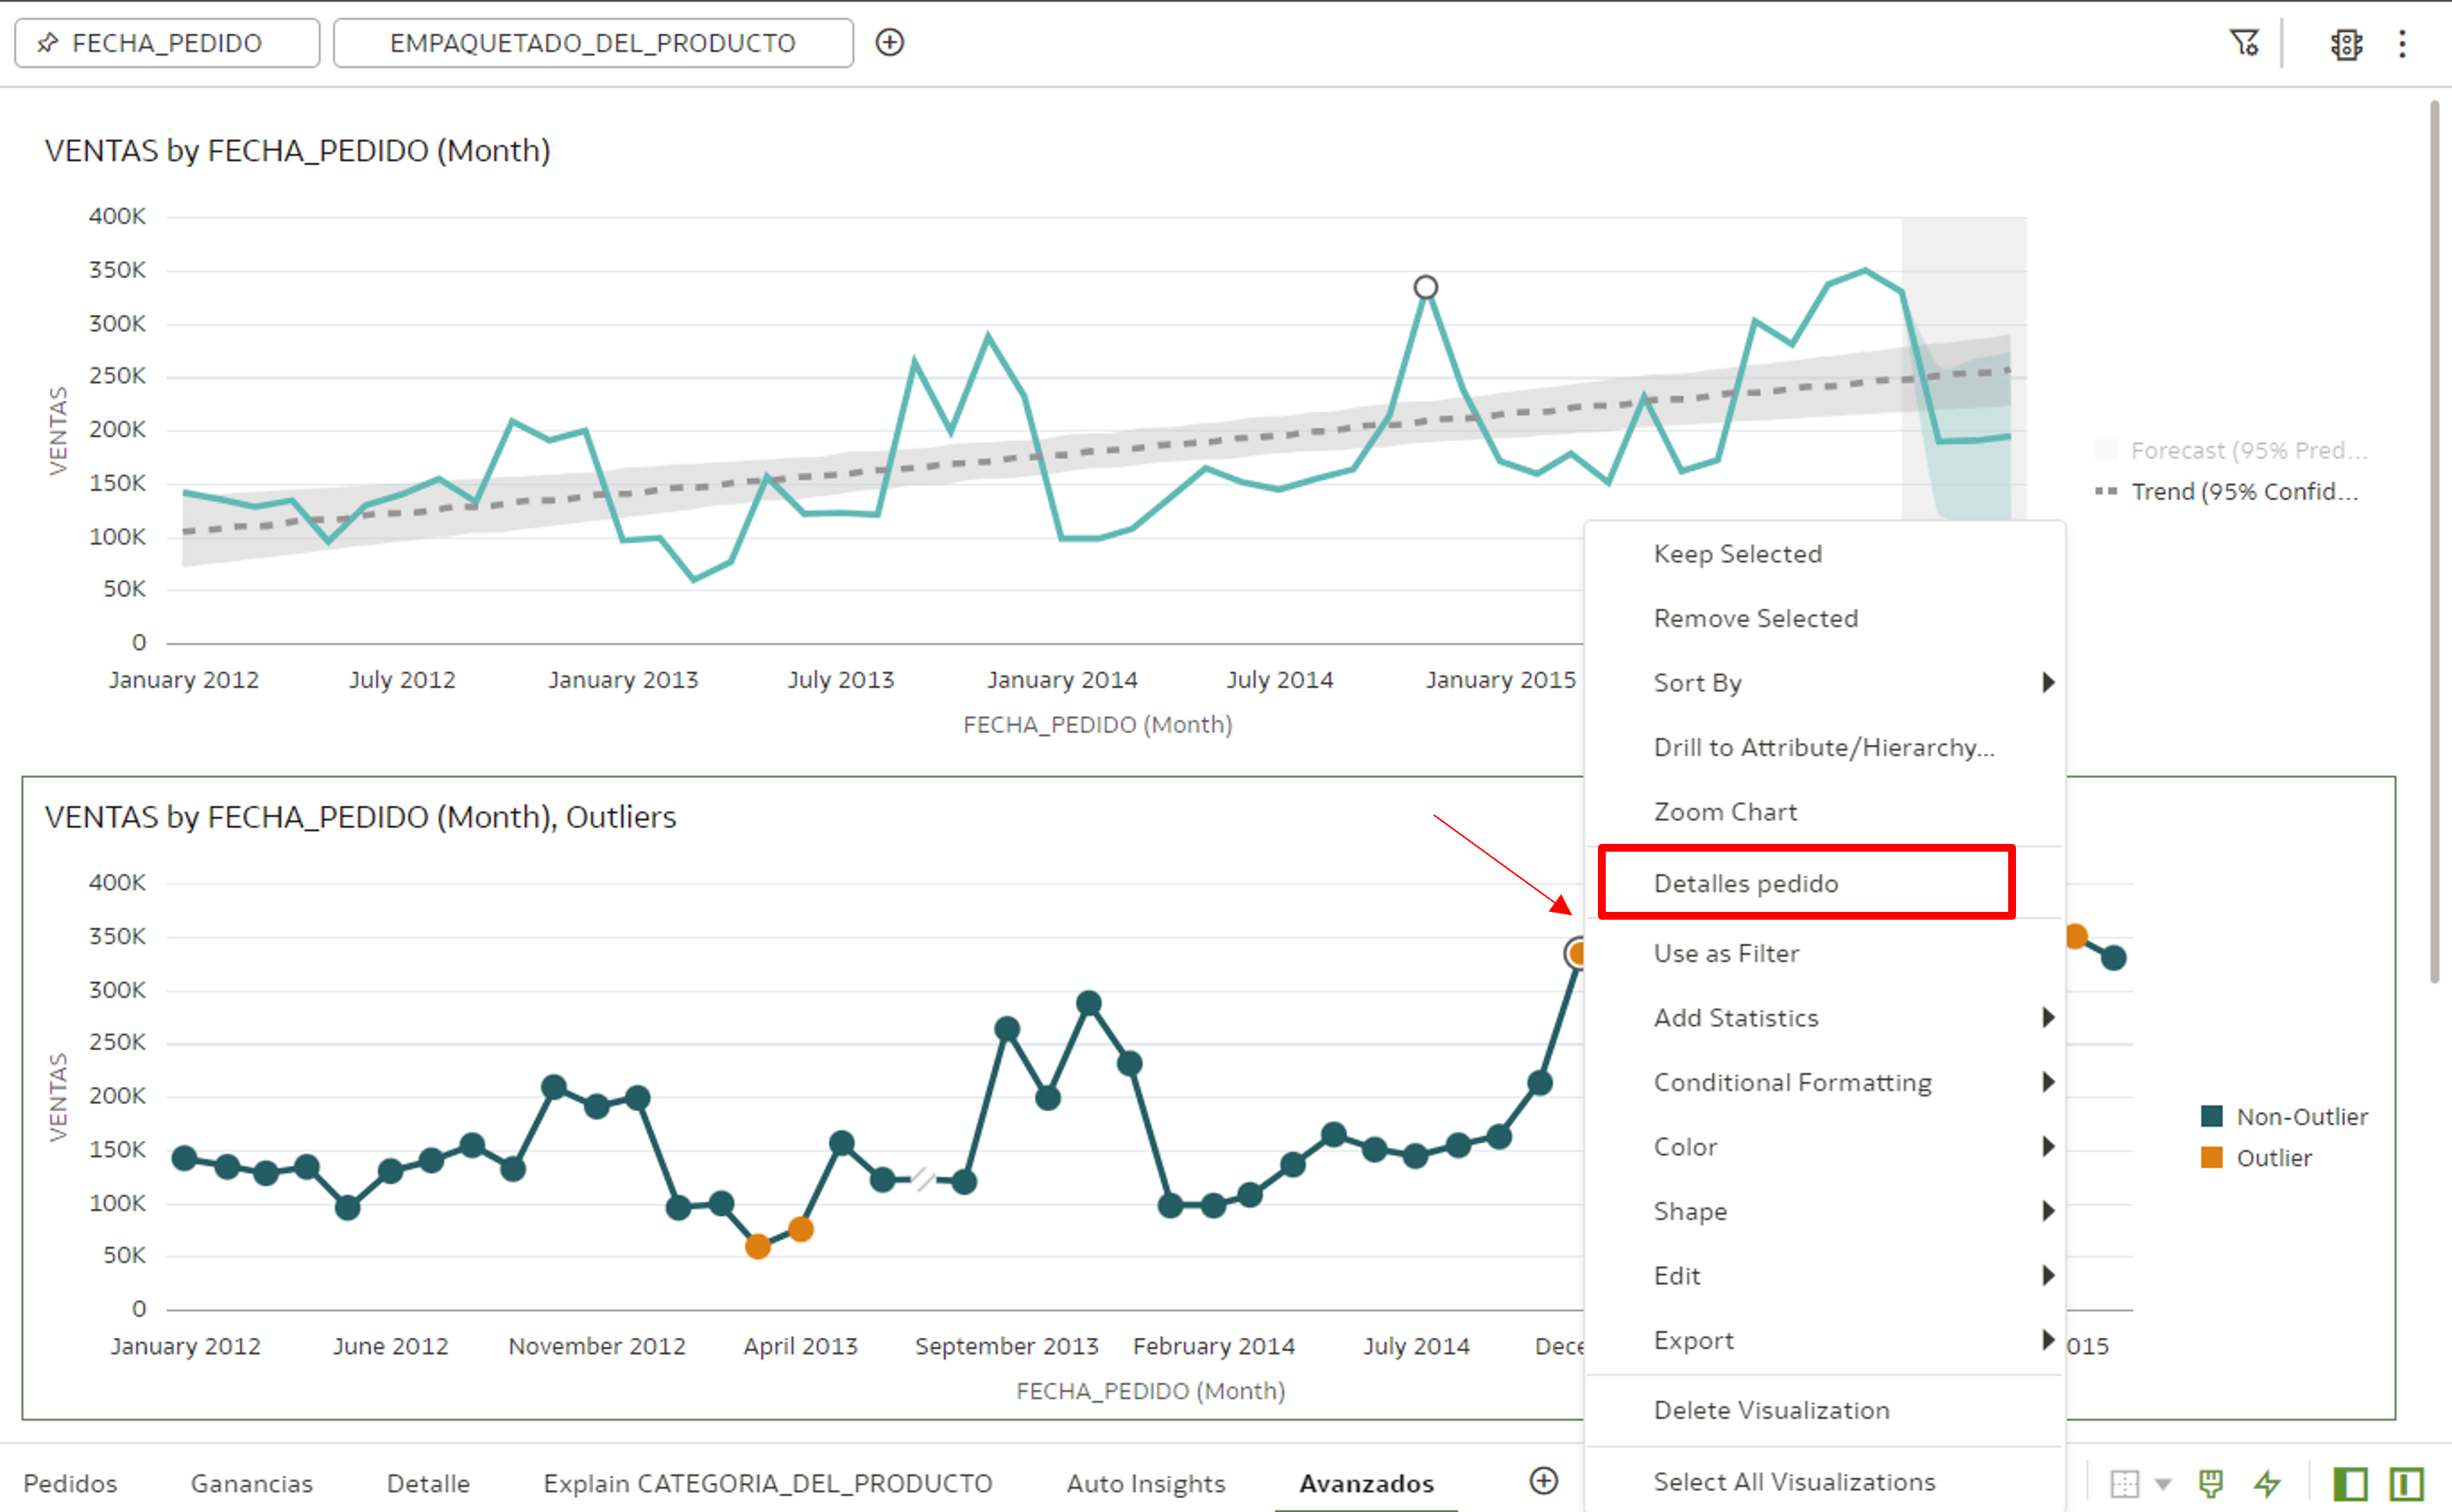 FECHA_PEDIDO
EMPAQUETADO_DEL_PRODUCTO
VENTAS by FECHA_PEDIDO (Month)
400K
350K
300K
250K
200K
150K
100K
50K
0
VENTAS
January 2012
July 2012
January 2013
July 2013
January 2014
July 2014
January 2015
FECHA_PEDIDO (Month)
Forecast (95% Pred...
Trend (95% Confid...
VENTAS by FECHA_PEDIDO (Month), Outliers
400K
350K
300K
250K
200K
150K
100K
50K
0
VENTAS
January 2012
June 2012
November 2012
April 2013
September 2013
February 2014
July 2014
Dece
015
FECHA_PEDIDO (Month)
Non-Outlier
Outlier
Keep Selected
Remove Selected
Sort By
Drill to Attribute/Hierarchy...
Zoom Chart
Detalles pedido
Use as Filter
Add Statistics
Conditional Formatting
Color
Shape
Edit
Export
Delete Visualization
Select All Visualizations
Pedidos
Ganancias
Detalle
Explain CATEGORIA_DEL_PRODUCTO
Auto Insights
Avanzados